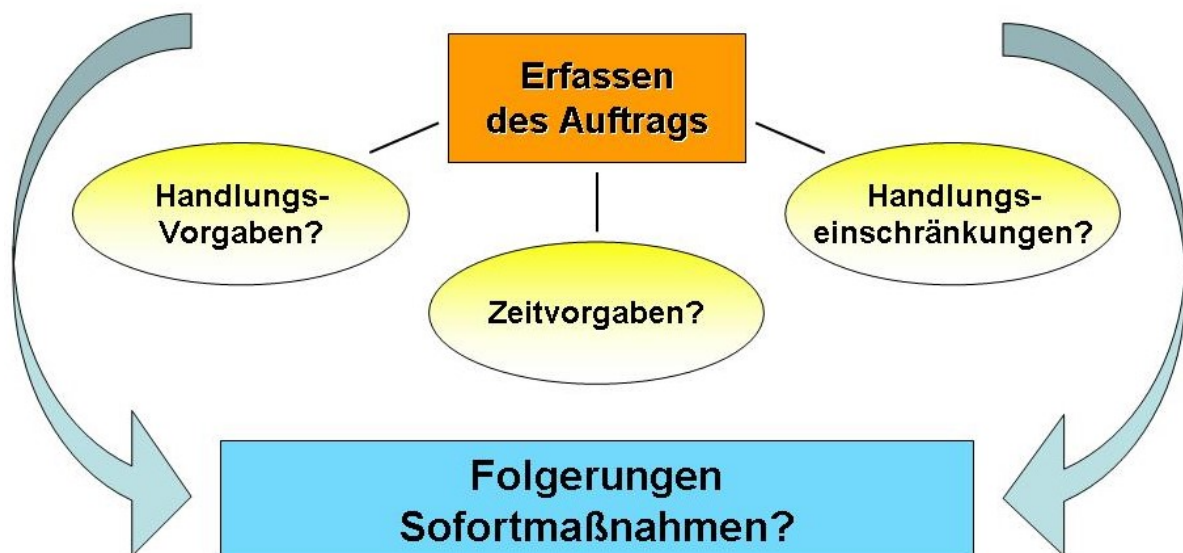 Erfassen
des Auftrags
Handlungs-
Vorgaben?
Handlungs-
einschränkungen?
Zeitvorgaben?
Folgerungen
Sofortmaßnahmen?